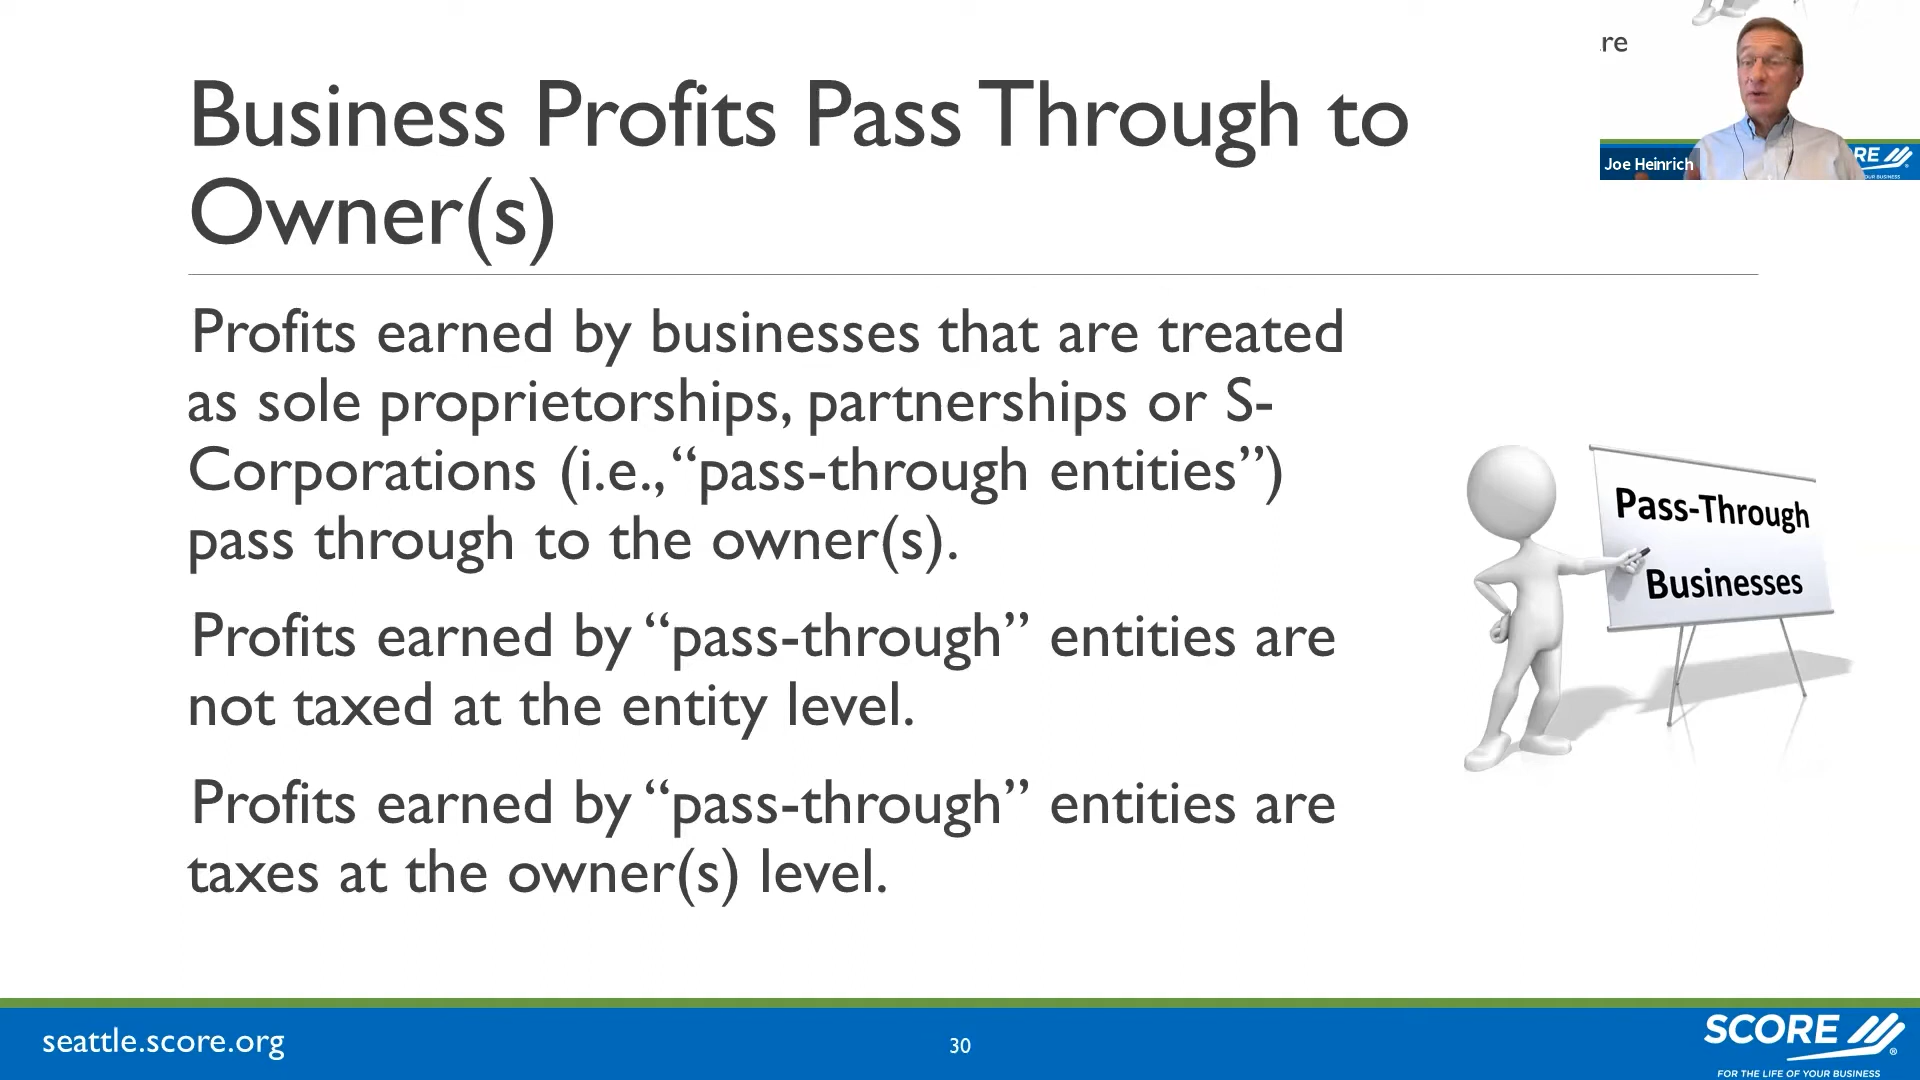 Business Profits Pass Through to
Owner(s)
Profits earned by businesses that are treated
as sole proprietorships, partnerships or S-
Corporations (i.e., “pass-through entities”)
pass through to the owner(s).
Profits earned by “pass-through” entities are
not taxed at the entity level.
Profits earned by “pass-through” entities are
taxes at the owner(s) level.
Pass-Through
Businesses
re
Joe Heinrich
RE
OUR BUSINESS
seattle.score.org
30
SCORE
®
FOR THE LIFE OF YOUR BUSINESS